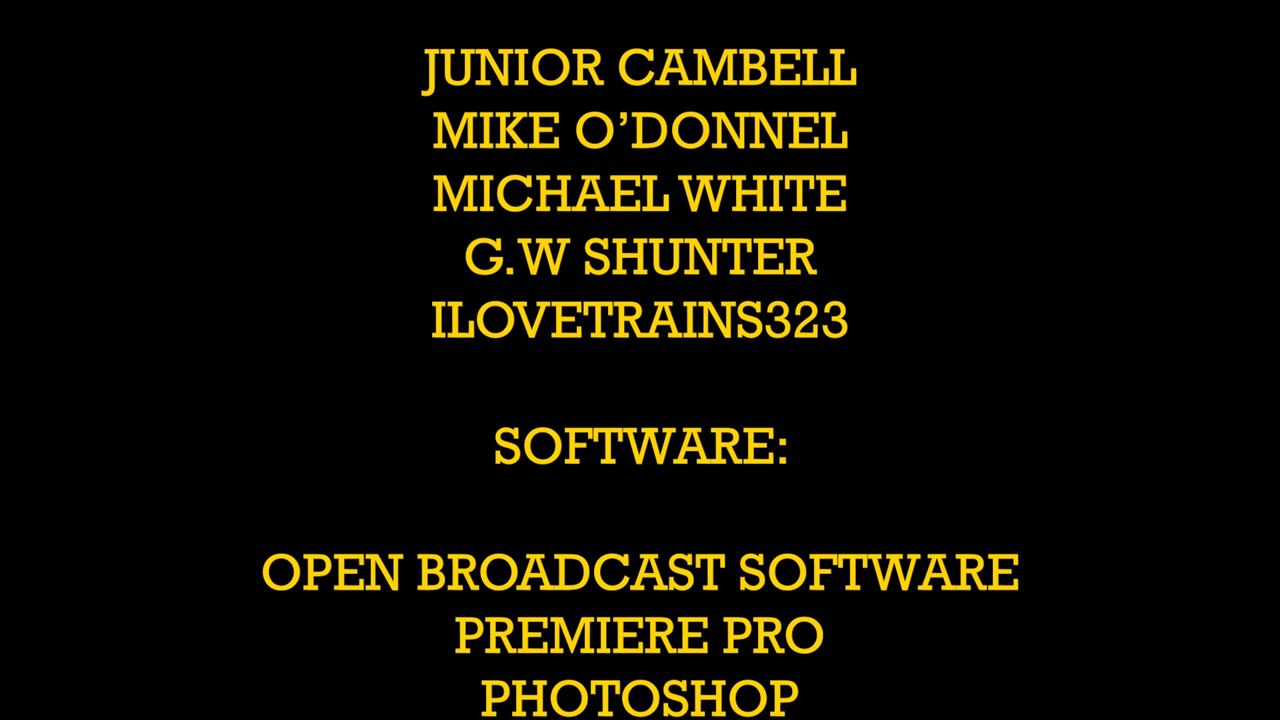 JUNIOR CAMBELL
MIKE O’DONNEL
MICHAEL WHITE
G.W SHUNTER
ILOVETRAINS323
SOFTWARE:
OPEN BROADCAST SOFTWARE
PREMIERE PRO
PHOTOSHOP